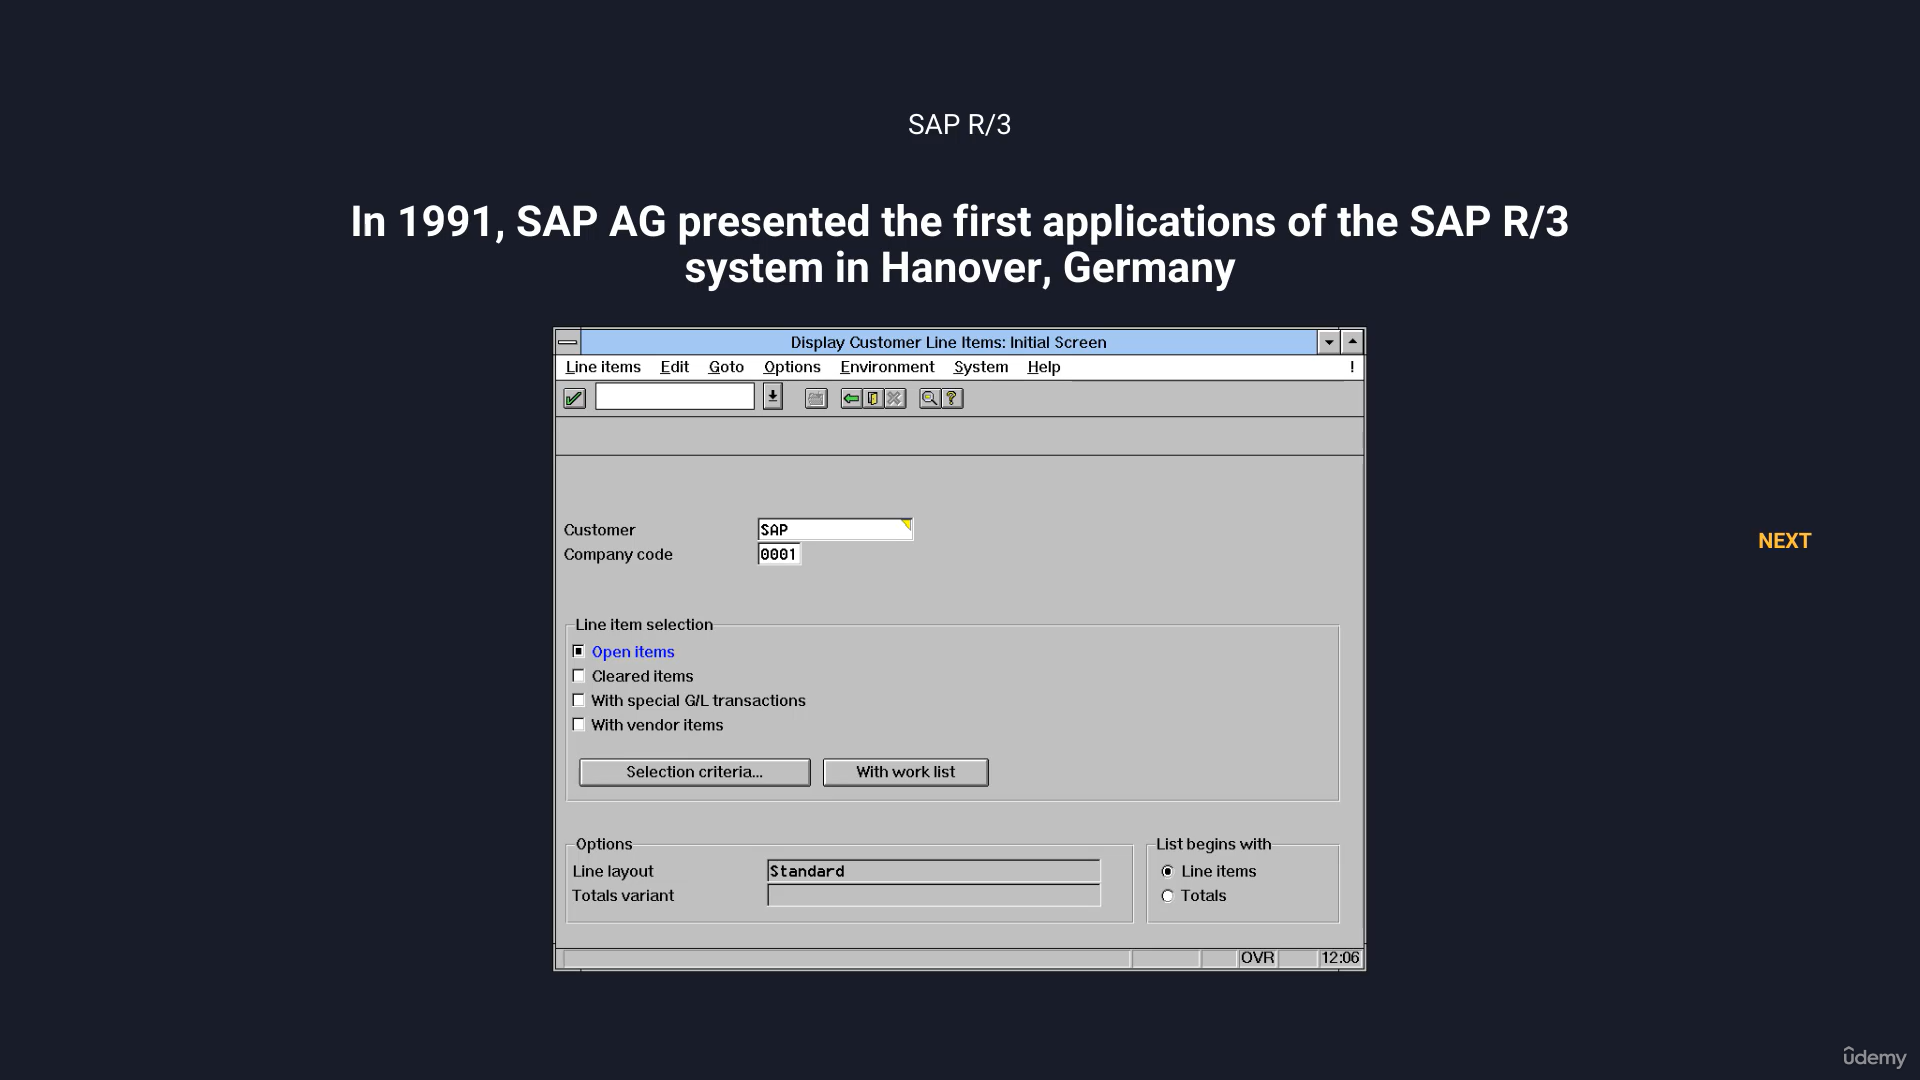 SAP R/3
In 1991, SAP AG presented the first applications of the SAP R/3
system in Hanover, Germany
Display Customer Line Items: Initial Screen
Line items Edit Goto Options Environment System Help !
Customer SAP
Company code 0001
NEXT
Line item selection
Open items
Cleared items
With special G/L transactions
With vendor items
Selection criteria... With work list
Options List begins with
Line layout Standard Line items
Totals variant Totals
OVR 12:06
ûdemy